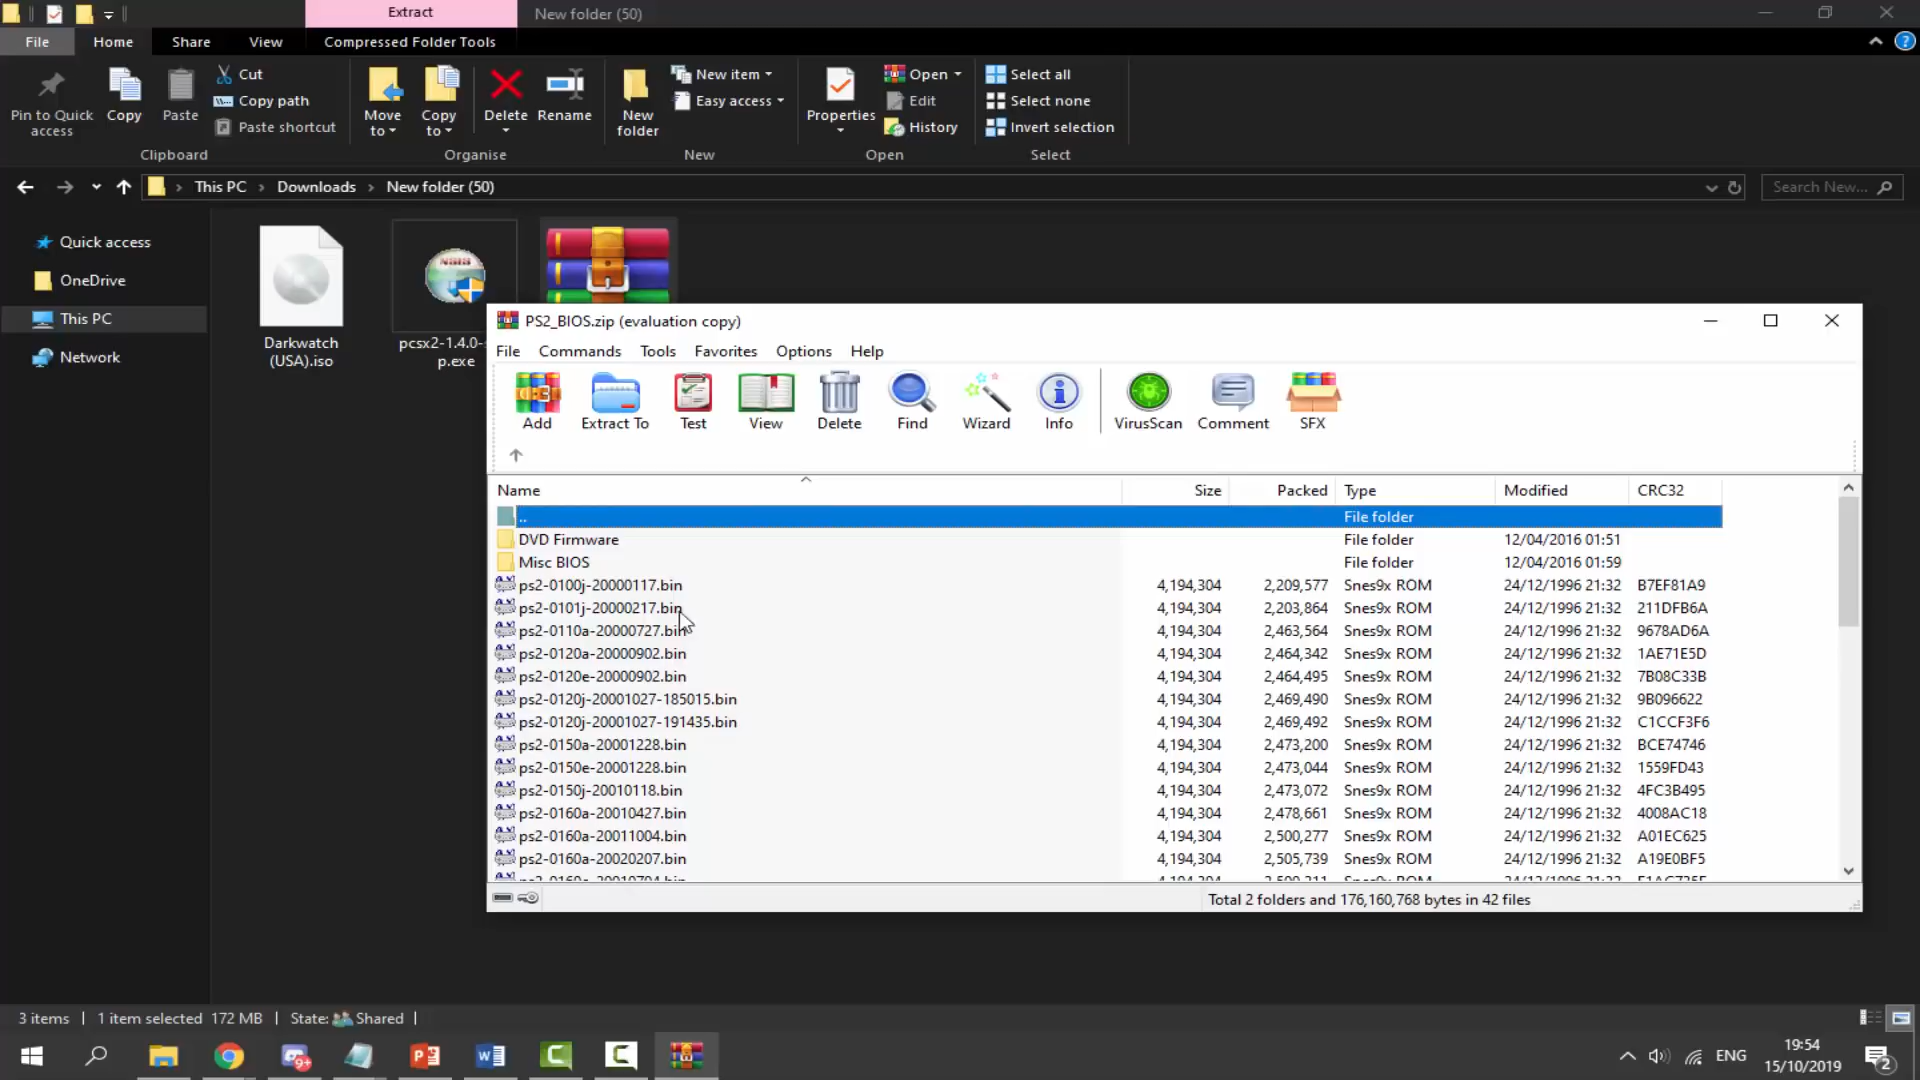 Extract
New folder (50)
File
Home
Share
View
Compressed Folder Tools
Pin to Quick access
Copy
Paste
Cut
Copy path
Paste shortcut
Clipboard
Move to
Copy to
Delete
Rename
Organise
New folder
New item
Easy access
New
Properties
Open
Edit
History
Open
Select all
Select none
Invert selection
Select
This PC
Downloads
New folder (50)
Search New...
Quick access
OneDrive
This PC
Network
Darkwatch
(USA).iso
pcsx2-1.4.0-
p.exe
PS2_BIOS.zip (evaluation copy)
File Commands Tools Favorites Options Help
Add
Extract To
Test
View
Delete
Find
Wizard
Info
VirusScan
Comment
SFX
Name Size Packed Type Modified CRC32
.. File folder
DVD Firmware File folder 12/04/2016 01:51
Misc BIOS File folder 12/04/2016 01:59
ps2-0100j-20000117.bin 4,194,304 2,209,577 Snes9x ROM 24/12/1996 21:32 B7EF81A9
ps2-0101j-20000217.bin 4,194,304 2,203,864 Snes9x ROM 24/12/1996 21:32 211DFB6A
ps2-0110a-20000727.bin 4,194,304 2,463,564 Snes9x ROM 24/12/1996 21:32 9678AD6A
ps2-0120a-20000902.bin 4,194,304 2,464,342 Snes9x ROM 24/12/1996 21:32 1AE71E5D
ps2-0120e-20000902.bin 4,194,304 2,464,495 Snes9x ROM 24/12/1996 21:32 7B08C33B
ps2-0120j-20001027-185015.bin 4,194,304 2,469,490 Snes9x ROM 24/12/1996 21:32 9B096622
ps2-0120j-20001027-191435.bin 4,194,304 2,469,492 Snes9x ROM 24/12/1996 21:32 C1CCF3F6
ps2-0150a-20001228.bin 4,194,304 2,473,200 Snes9x ROM 24/12/1996 21:32 BCE74746
ps2-0150e-20001228.bin 4,194,304 2,473,044 Snes9x ROM 24/12/1996 21:32 1559FD43
ps2-0150j-20010118.bin 4,194,304 2,473,072 Snes9x ROM 24/12/1996 21:32 4FC3B495
ps2-0160a-20010427.bin 4,194,304 2,478,661 Snes9x ROM 24/12/1996 21:32 4008AC18
ps2-0160a-20011004.bin 4,194,304 2,500,277 Snes9x ROM 24/12/1996 21:32 A01EC625
ps2-0160a-20020207.bin 4,194,304 2,505,739 Snes9x ROM 24/12/1996 21:32 A19E0BF5
Total 2 folders and 176,160,768 bytes in 42 files
3 items 1 item selected 172 MB State: Shared
ENG
19:54
15/10/2019
2